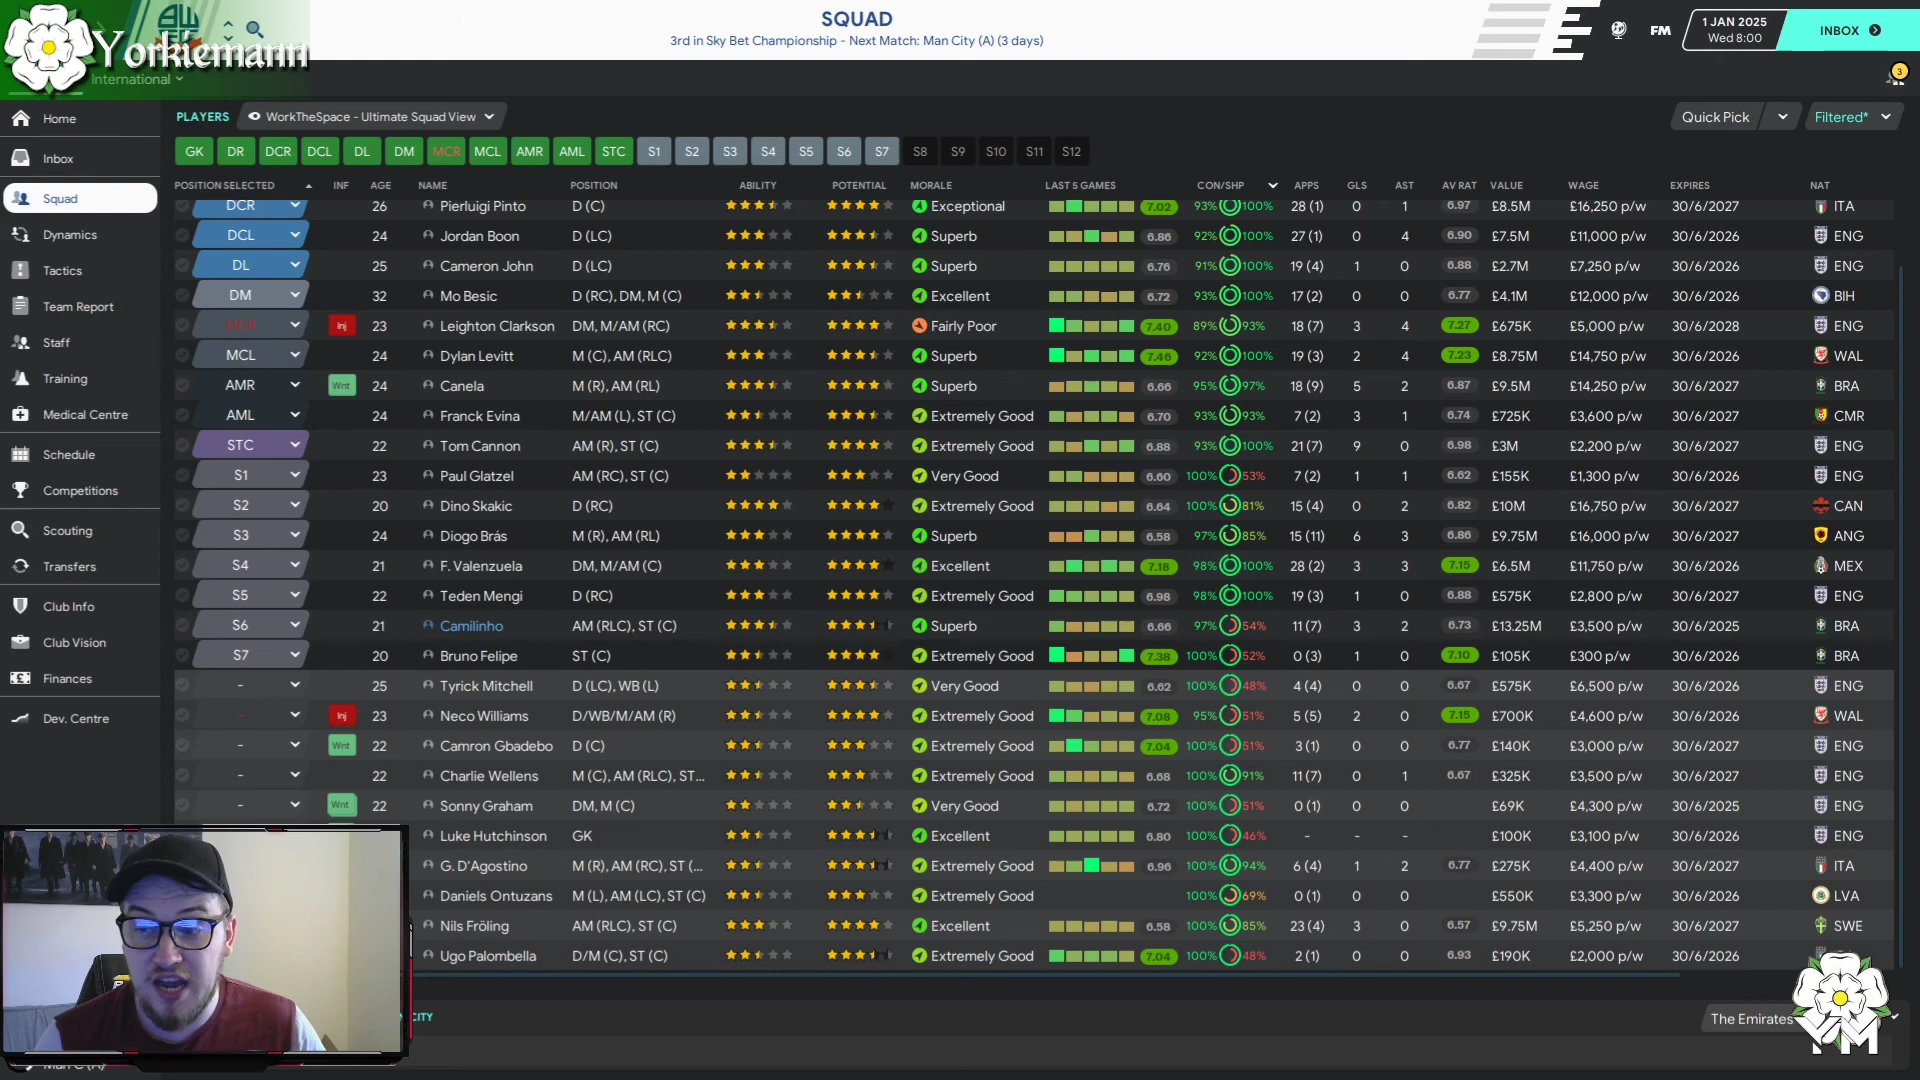 SQUAD
3rd in Sky Bet Championship - Next Match: Man City (A) (3 days)
FM
1 JAN 2025
Wed 8:00
INBOX
3
Yorkiemann
International
Home
Inbox
Squad
Dynamics
Tactics
Team Report
Staff
Training
Medical Centre
Schedule
Competitions
Scouting
Transfers
Club Info
Club Vision
Finances
Dev. Centre
PLAYERS WorkTheSpace - Ultimate Squad View Quick Pick Filtered*
GK DR DCR DCL DL DM MCR MCL AMR AML STC S1 S2 S3 S4 S5 S6 S7 S8 S9 S10 S11 S12
POSITION SELECTED INF AGE NAME POSITION ABILITY POTENTIAL MORALE LAST 5 GAMES CON/SHP APPS GLS AST AV RAT VALUE WAGE EXPIRES NAT
DCR 26 Pierluigi Pinto D (C) Exceptional 7.02 93% 100% 28 (1) 0 1 6.97 £8.5M £16,250 p/w 30/6/2027 ITA
DCL 24 Jordan Boon D (LC) Superb 6.86 92% 100% 27 (1) 0 4 6.90 £7.5M £11,000 p/w 30/6/2026 ENG
DL 25 Cameron John D (LC) Superb 6.76 91% 100% 19 (4) 1 0 6.88 £2.7M £7,250 p/w 30/6/2026 ENG
DM 32 Mo Besic D (RC), DM, M (C) Excellent 6.72 93% 100% 17 (2) 0 0 6.77 £4.1M £12,000 p/w 30/6/2026 BIH
MCR Inj 23 Leighton Clarkson DM, M/AM (RC) Fairly Poor 7.40 89% 93% 18 (7) 3 4 7.27 £675K £5,000 p/w 30/6/2028 ENG
MCL 24 Dylan Levitt M (C), AM (RLC) Superb 7.46 92% 100% 19 (3) 2 4 7.23 £8.75M £14,750 p/w 30/6/2026 WAL
AMR Wnt 24 Canela M (R), AM (RL) Superb 6.66 95% 97% 18 (9) 5 2 6.87 £9.5M £14,250 p/w 30/6/2027 BRA
AML 24 Franck Evina M/AM (L), ST (C) Extremely Good 6.70 93% 93% 7 (2) 3 1 6.74 £725K £3,600 p/w 30/6/2027 CMR
STC 22 Tom Cannon AM (R), ST (C) Extremely Good 6.88 93% 100% 21 (7) 9 0 6.98 £3M £2,200 p/w 30/6/2027 ENG
S1 23 Paul Glatzel AM (RC), ST (C) Very Good 6.60 100% 53% 7 (2) 1 1 6.62 £155K £1,300 p/w 30/6/2027 ENG
S2 20 Dino Skakic D (RC) Extremely Good 6.64 100% 81% 15 (4) 0 2 6.82 £10M £16,750 p/w 30/6/2027 CAN
S3 24 Diogo Brás M (R), AM (RL) Superb 6.58 97% 85% 15 (11) 6 3 6.86 £9.75M £16,000 p/w 30/6/2027 ANG
S4 21 F. Valenzuela DM, M/AM (C) Excellent 7.18 98% 100% 28 (2) 3 3 7.15 £6.5M £11,750 p/w 30/6/2026 MEX
S5 22 Teden Mengi D (RC) Extremely Good 6.98 98% 100% 19 (3) 1 0 6.88 £575K £2,800 p/w 30/6/2027 ENG
S6 21 Camilinho AM (RLC), ST (C) Superb 6.66 97% 54% 11 (7) 3 2 6.73 £13.25M £3,500 p/w 30/6/2025 BRA
S7 20 Bruno Felipe ST (C) Extremely Good 7.38 100% 52% 0 (3) 1 0 7.10 £105K £300 p/w 30/6/2026 BRA
- 25 Tyrick Mitchell D (LC), WB (L) Very Good 6.62 100% 48% 4 (4) 0 0 6.67 £575K £6,500 p/w 30/6/2026 ENG
- Inj 23 Neco Williams D/WB/M/AM (R) Extremely Good 7.08 95% 51% 5 (5) 2 0 7.15 £700K £4,600 p/w 30/6/2026 WAL
- Wnt 22 Camron Gbadebo D (C) Extremely Good 7.04 100% 51% 3 (1) 0 0 6.77 £140K £3,000 p/w 30/6/2027 ENG
- 22 Charlie Wellens M (C), AM (RLC), ST... Extremely Good 6.68 100% 91% 11 (7) 0 1 6.67 £325K £3,500 p/w 30/6/2027 ENG
- Wnt 22 Sonny Graham DM, M (C) Very Good 6.72 100% 51% 0 (1) 0 0 £69K £4,300 p/w 30/6/2025 ENG
Luke Hutchinson GK Excellent 6.80 100% 46% - - - £100K £3,100 p/w 30/6/2026 ENG
G. D'Agostino M (R), AM (RC), ST (... Extremely Good 6.96 100% 94% 6 (4) 1 2 6.77 £275K £4,400 p/w 30/6/2027 ITA
Daniels Ontuzans M (L), AM (LC), ST (C) Extremely Good 100% 69% 0 (1) 0 0 £550K £3,300 p/w 30/6/2026 LVA
Nils Fröling AM (RLC), ST (C) Excellent 6.58 100% 85% 23 (4) 3 0 6.57 £9.75M £5,250 p/w 30/6/2027 SWE
Ugo Palombella D/M (C), ST (C) Extremely Good 7.04 100% 48% 2 (1) 0 0 6.93 £190K £2,000 p/w 30/6/2026
CITY
The Emirates
YM